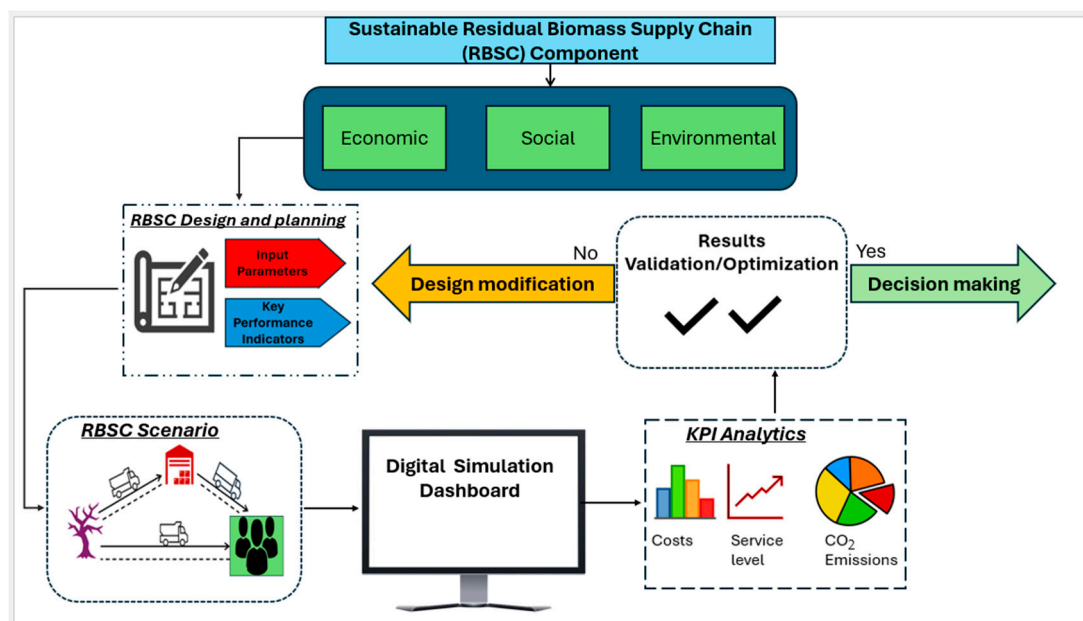 Sustainable Residual Biomass Supply Chain
(RBSC) Component
Economic
Social
Environmental
RBSC Design and planning
Input
Parameters
Key
Performance
Indicators
No
Design modification
Results
Validation/Optimization
Yes
Decision making
RBSC Scenario
Digital Simulation
Dashboard
KPI Analytics
Costs
Service
level
CO2
Emissions